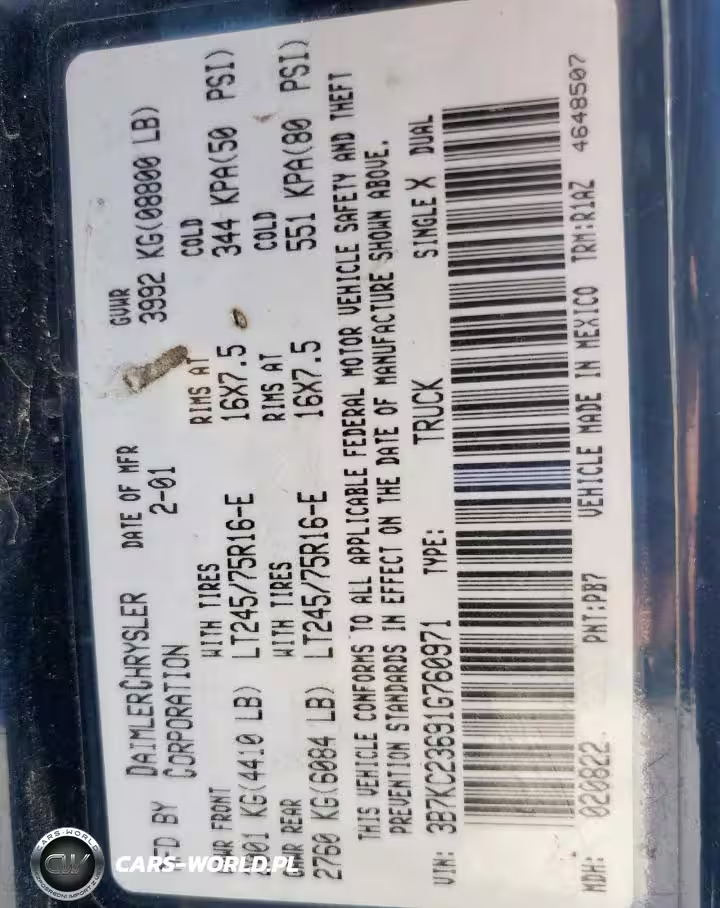 MFD BY DAIMLERCHRYSLER CORPORATION
DATE OF MFR 2-01
GVWR 3992 KG(08800 LB)
GAWR FRONT WITH TIRES RIMS AT COLD
2001 KG(4410 LB) LT245/75R16-E 16X7.5 344 KPA(50 PSI)
GAWR REAR WITH TIRES RIMS AT COLD
2760 KG(6084 LB) LT245/75R16-E 16X7.5 551 KPA(80 PSI)
THIS VEHICLE CONFORMS TO ALL APPLICABLE FEDERAL MOTOR VEHICLE SAFETY AND THEFT
PREVENTION STANDARDS IN EFFECT ON THE DATE OF MANUFACTURE SHOWN ABOVE.
VIN: 3B7KC23691G760971 TYPE: TRUCK SINGLE X DUAL
MDH: 020822 PNT:PB7 VEHICLE MADE IN MEXICO TRM:R1AZ 4648507
CARS-WORLD
CW
CARS-WORLD.PL